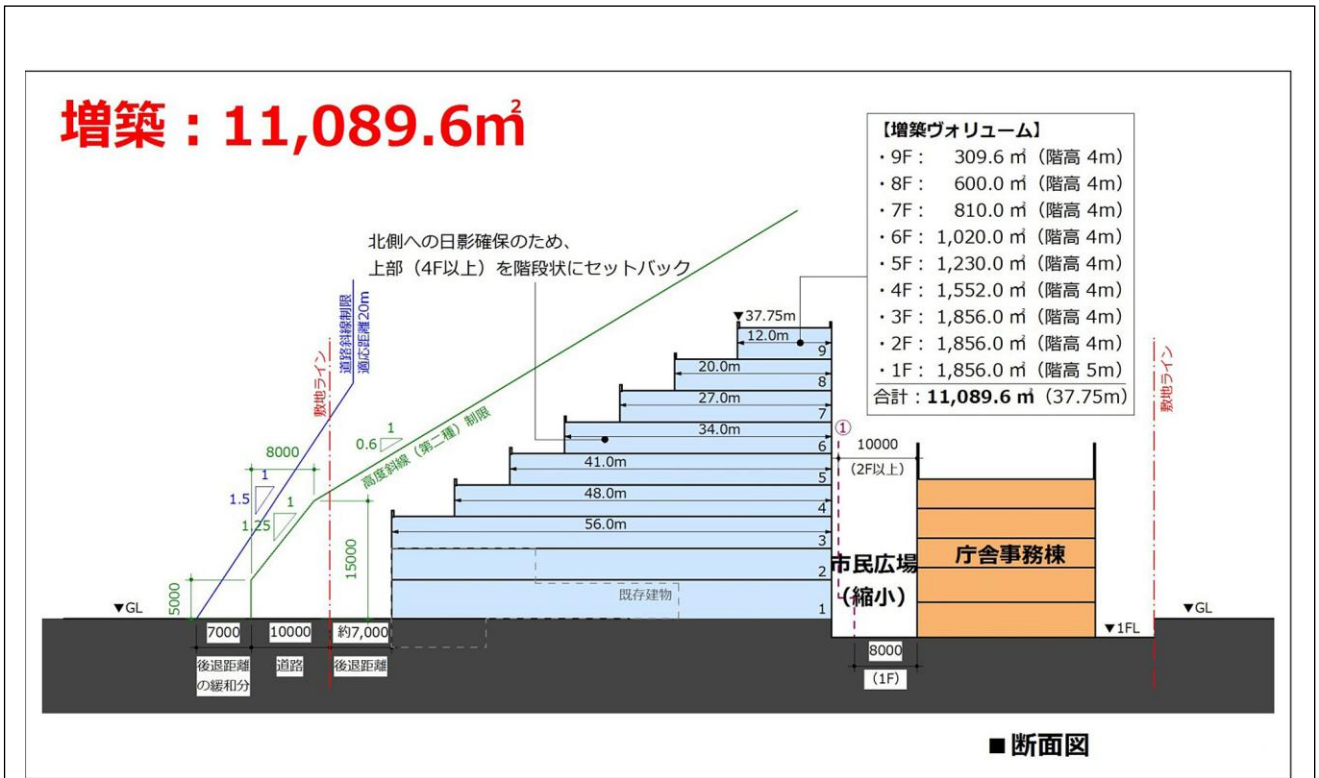 増築：11,089.6㎡
【増築ヴォリューム】
・9F： 309.6 ㎡（階高 4m）
・8F： 600.0 ㎡（階高 4m）
・7F： 810.0 ㎡（階高 4m）
・6F：1,020.0 ㎡（階高 4m）
・5F：1,230.0 ㎡（階高 4m）
・4F：1,552.0 ㎡（階高 4m）
・3F：1,856.0 ㎡（階高 4m）
・2F：1,856.0 ㎡（階高 4m）
・1F：1,856.0 ㎡（階高 5m）
合計：11,089.6 ㎡（37.75m）
北側への日影確保のため、
上部（4F以上）を階段状にセットバック
道路斜線制限
適応距離20m
敷地ライン
高度斜線（第二種）制限
1
0.6
8000
1
1.5
1
1.25
15000
5000
▼37.75m
12.0m
9
20.0m
8
27.0m
7
34.0m
6
41.0m
5
48.0m
4
56.0m
3
2
既存建物
1
①
10000
（2F以上）
敷地ライン
市民広場
（縮小）
庁舎事務棟
▼GL
▼GL
▼1FL
7000
10000
約7,000
後退距離
の緩和分
道路
後退距離
8000
（1F）
■断面図